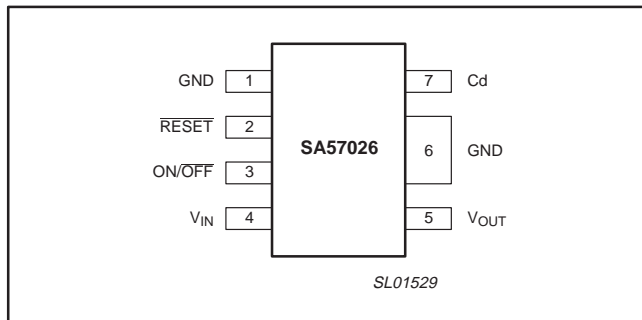 GND 1
RESET 2
ON/OFF 3
VIN 4
SA57026
7 Cd
6 GND
5 VOUT
SL01529